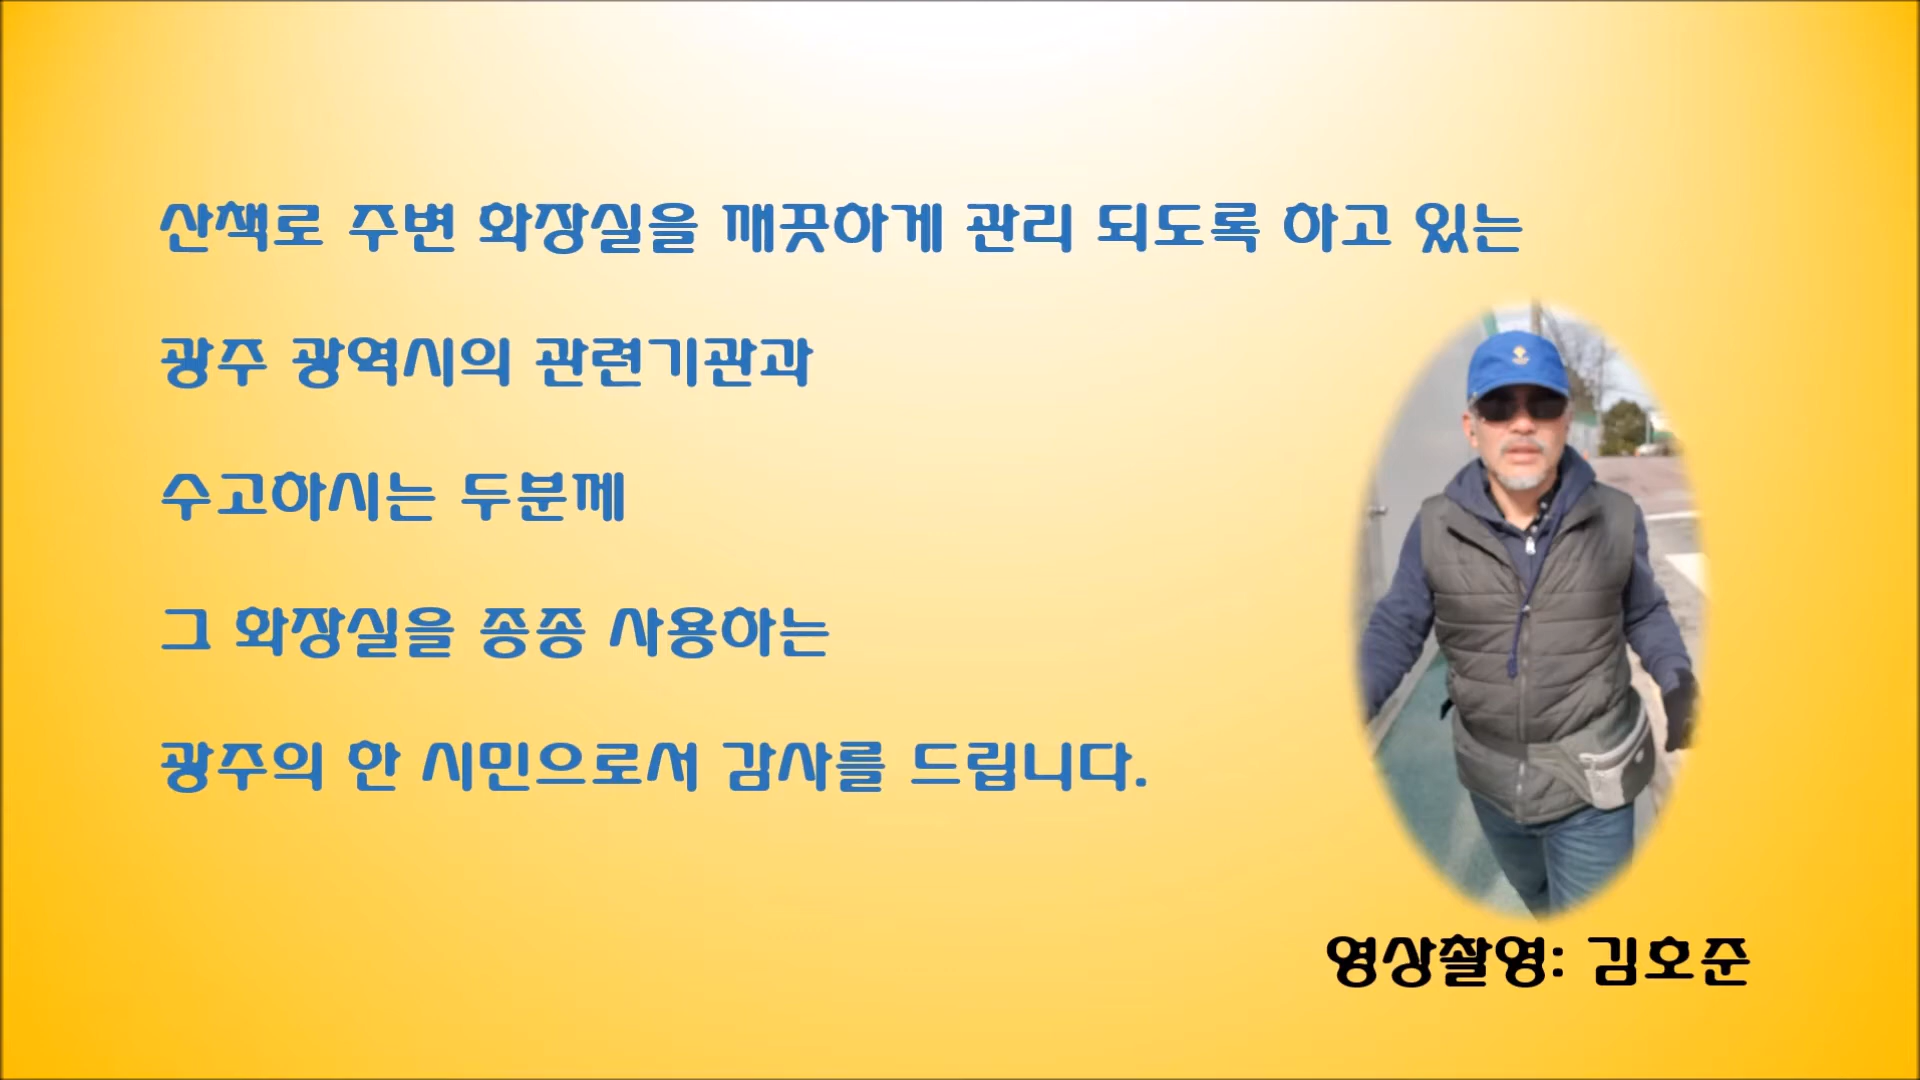 산책로 주변 화장실을 깨끗하게 관리 되도록 하고 있는
광주 광역시의 관련기관과
수고하시는 두분께
그 화장실을 종종 사용하는
광주의 한 시민으로서 감사를 드립니다.
영상촬영: 김호준